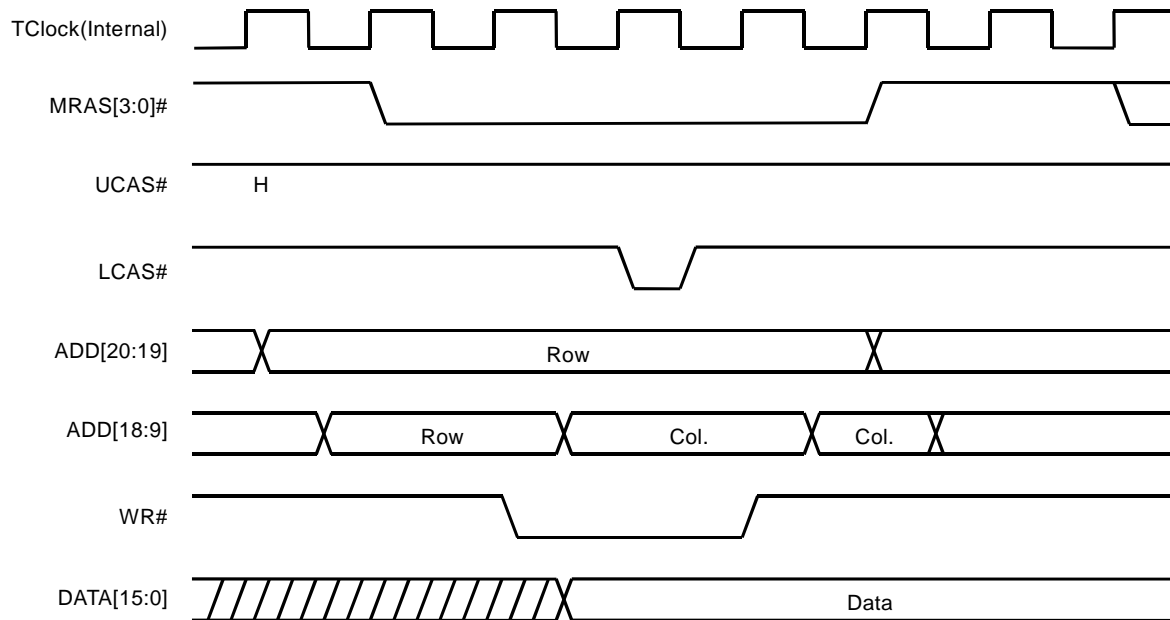 TClock(Internal)
MRAS[3:0]#
UCAS#
H
LCAS#
ADD[20:19]
Row
ADD[18:9]
Row
Col.
Col.
WR#
DATA[15:0]
Data